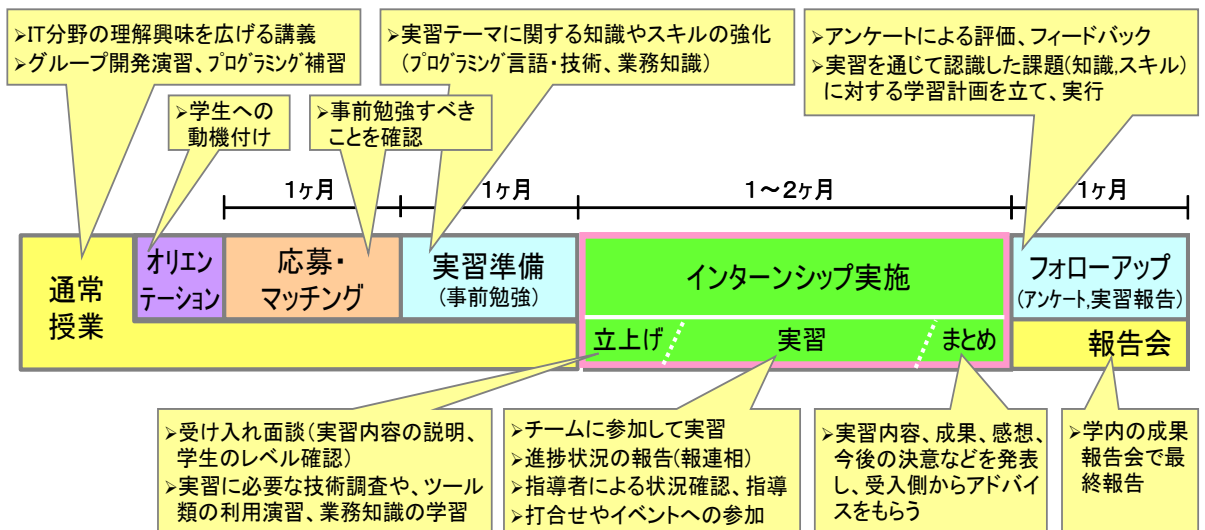 ➢IT分野の理解興味を広げる講義
➢グループ開発演習、プログラミング補習
➢実習テーマに関する知識やスキルの強化
(プログラミング言語・技術、業務知識)
➢アンケートによる評価、フィードバック
➢実習を通じて認識した課題(知識,スキル)
に対する学習計画を立て、実行
➢学生への
動機付け
➢事前勉強すべき
ことを確認
1ヶ月
1ヶ月
1～2ヶ月
1ヶ月
通常
授業
オリエン
テーション
応募・
マッチング
実習準備
(事前勉強)
インターンシップ実施
フォローアップ
(アンケート,実習報告)
立上げ
実習
まとめ
報告会
➢受け入れ面談(実習内容の説明、
学生のレベル確認)
➢実習に必要な技術調査や、ツール
類の利用演習、業務知識の学習
➢チームに参加して実習
➢進捗状況の報告(報連相)
➢指導者による状況確認、指導
➢打合せやイベントへの参加
➢実習内容、成果、感想、
今後の決意などを発表
し、受入側からアドバイ
スをもらう
➢学内の成果
報告会で最
終報告